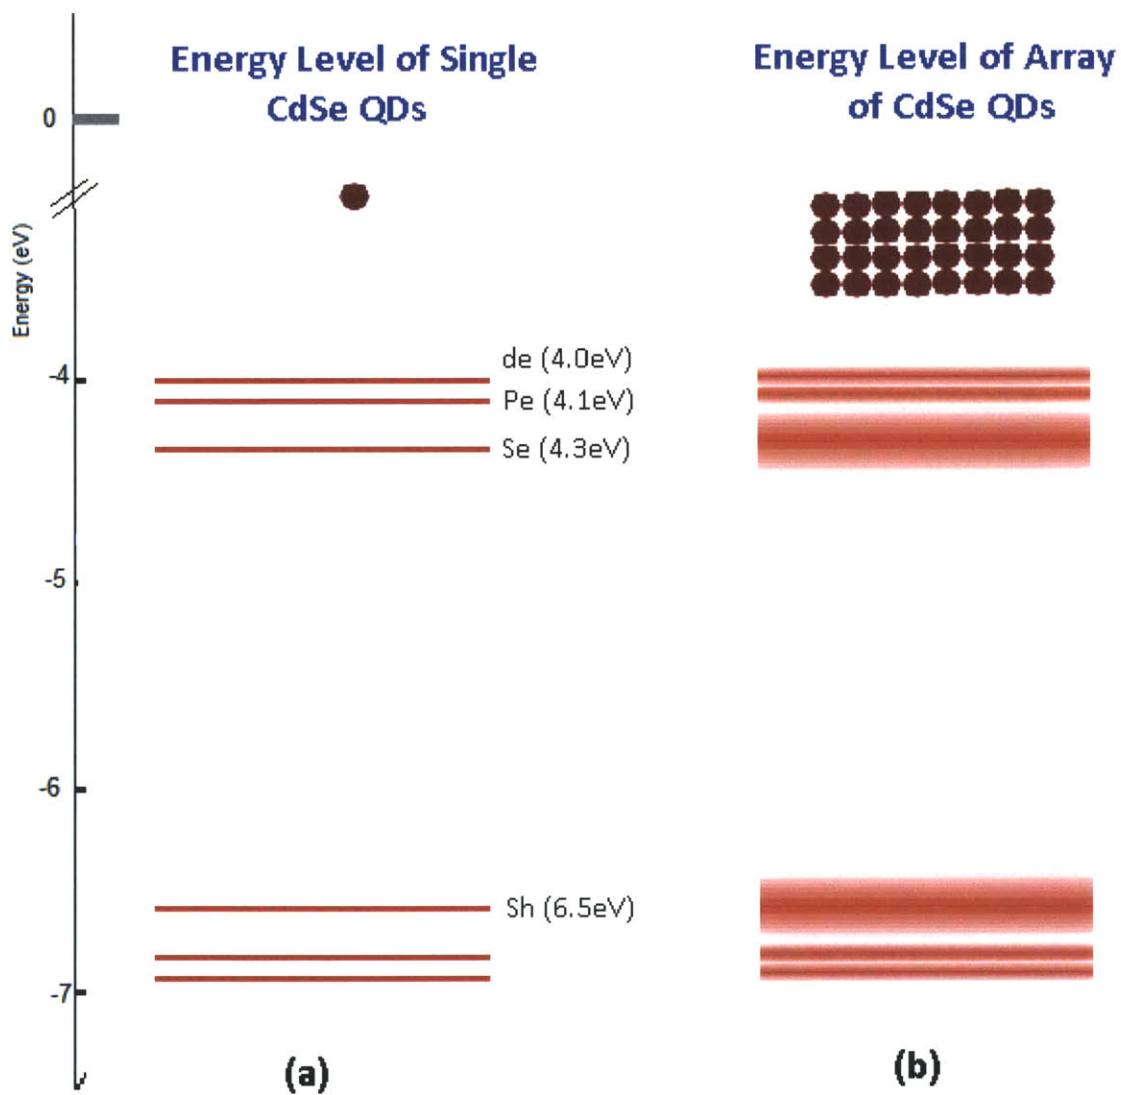 Energy Level of Single
CdSe QDs
Energy Level of Array
of CdSe QDs
0
Energy (eV)
de (4.0eV)
-4
Pe (4.1eV)
Se (4.3eV)
-5
-6
Sh (6.5eV)
-7
(a)
(b)